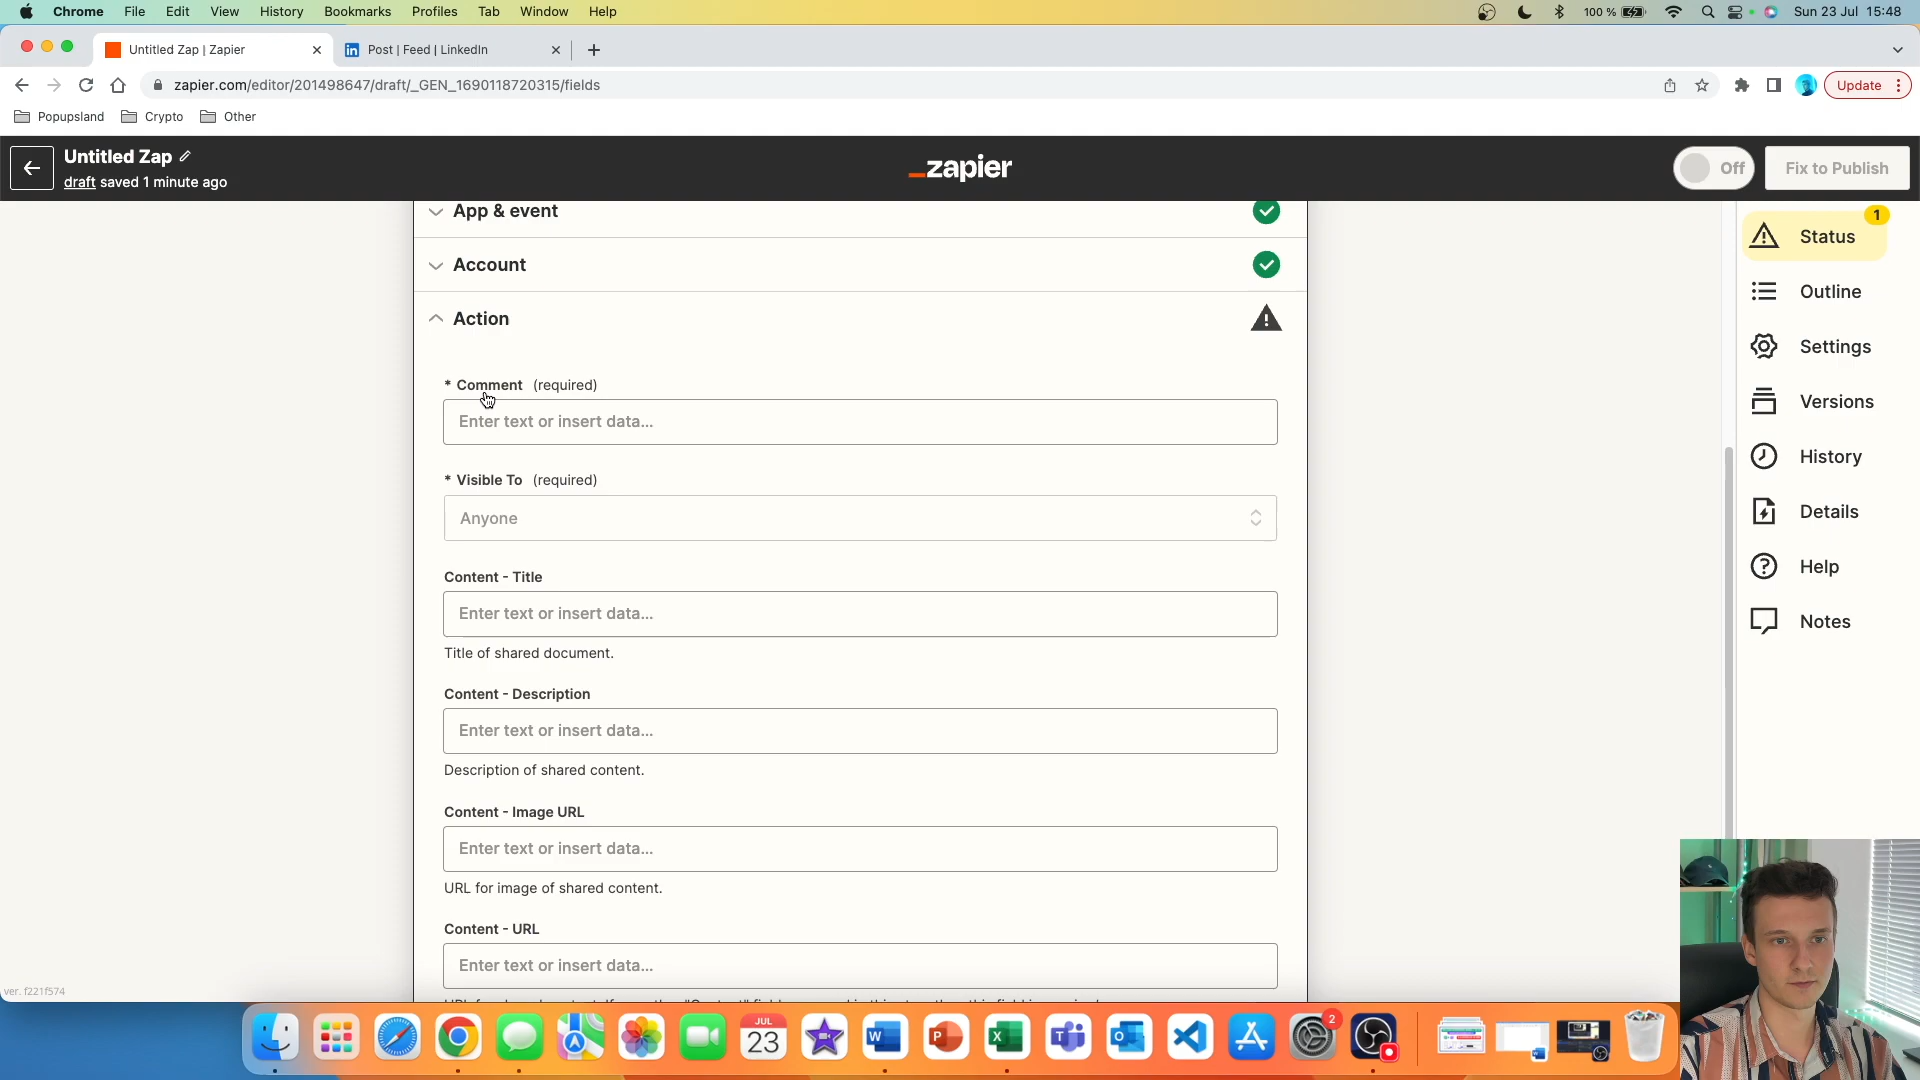 Chrome File Edit View History Bookmarks Profiles Tab Window Help 100 % Sun 23 Jul 15:48
Untitled Zap | Zapier Post | Feed | LinkedIn
zapier.com/editor/201498647/draft/_GEN_1690118720315/fields Update
Popupsland Crypto Other
Untitled Zap
draft saved 1 minute ago
_zapier
Off Fix to Publish
App & event
Account
Action
* Comment (required)
Enter text or insert data...
* Visible To (required)
Anyone
Content - Title
Enter text or insert data...
Title of shared document.
Content - Description
Enter text or insert data...
Description of shared content.
Content - Image URL
Enter text or insert data...
URL for image of shared content.
Content - URL
Enter text or insert data...
1
Status
Outline
Settings
Versions
History
Details
Help
Notes
ver. f221f574
JUL
23
W
P
X
T
O
2